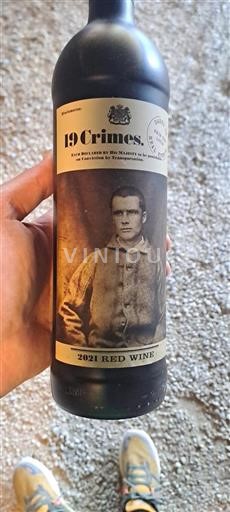 19 Crimes.
Each Declared by His Majesty to be punishable
on Conviction by Transportation.
VINIOU
2021 RED WINE